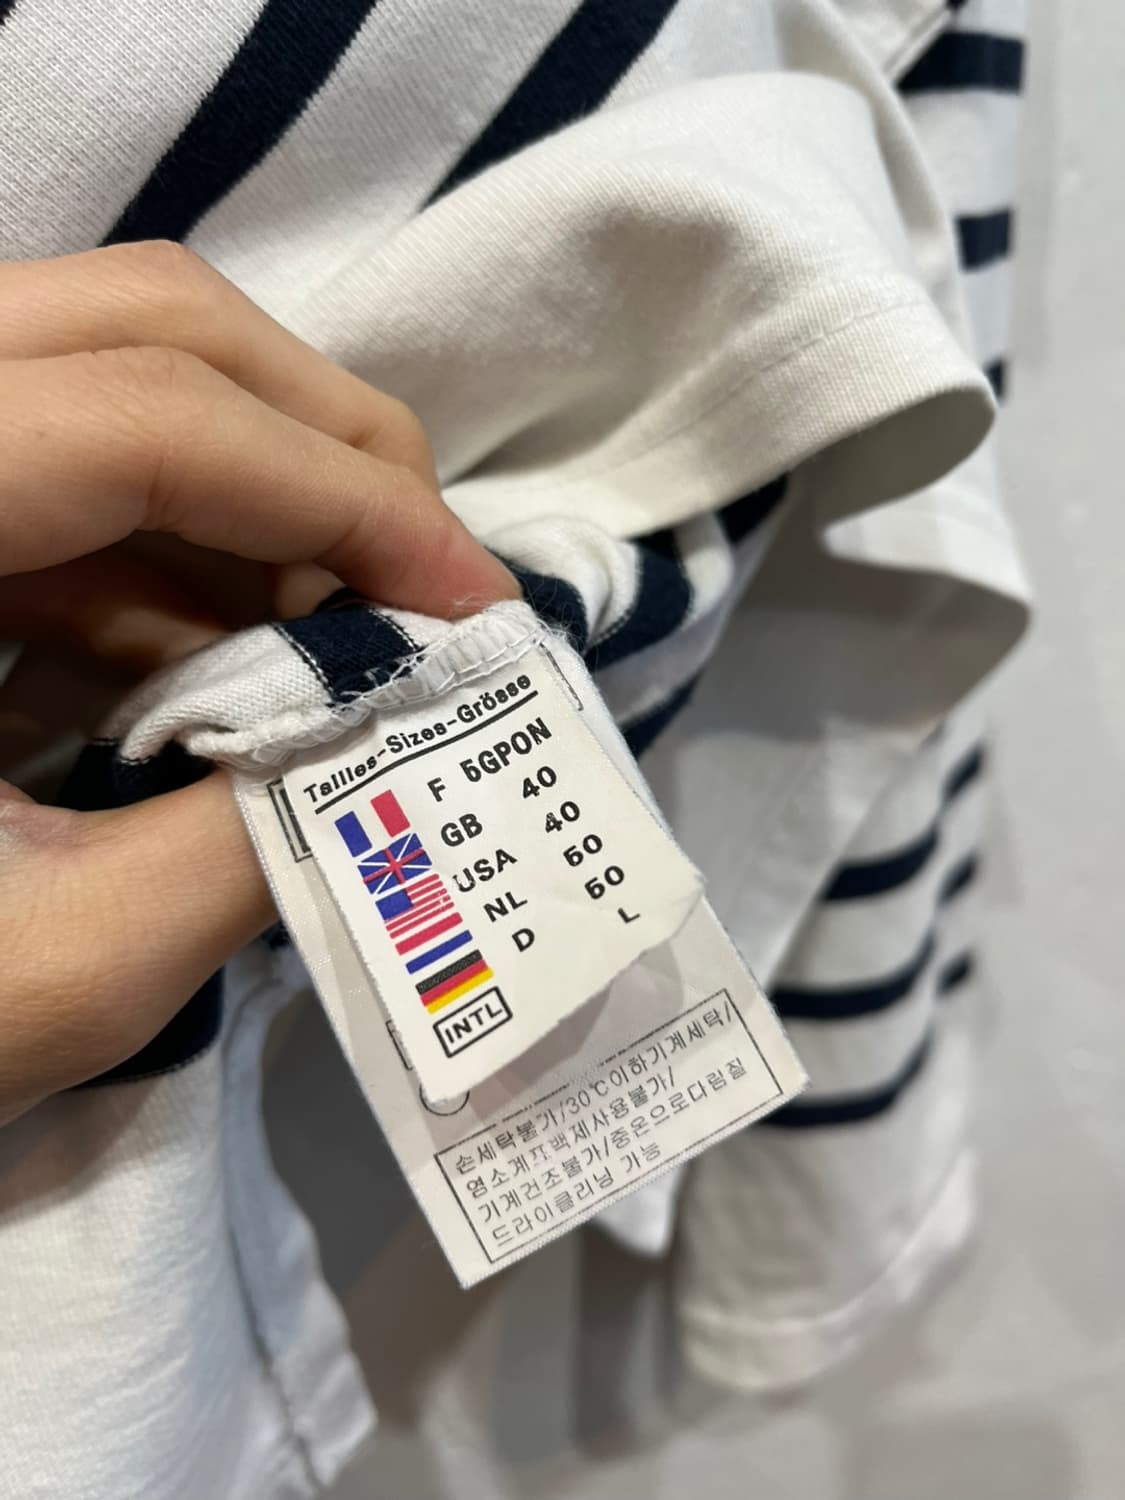 Tailles-Sizes-Grösse
F 5GPON
GB 40
USA 40
NL 50
D 50
INTL L
손세탁불가/30℃이하기계세탁/
염소계표백제사용불가/
기계건조불가/중온으로다림질
드라이클리닝 가능